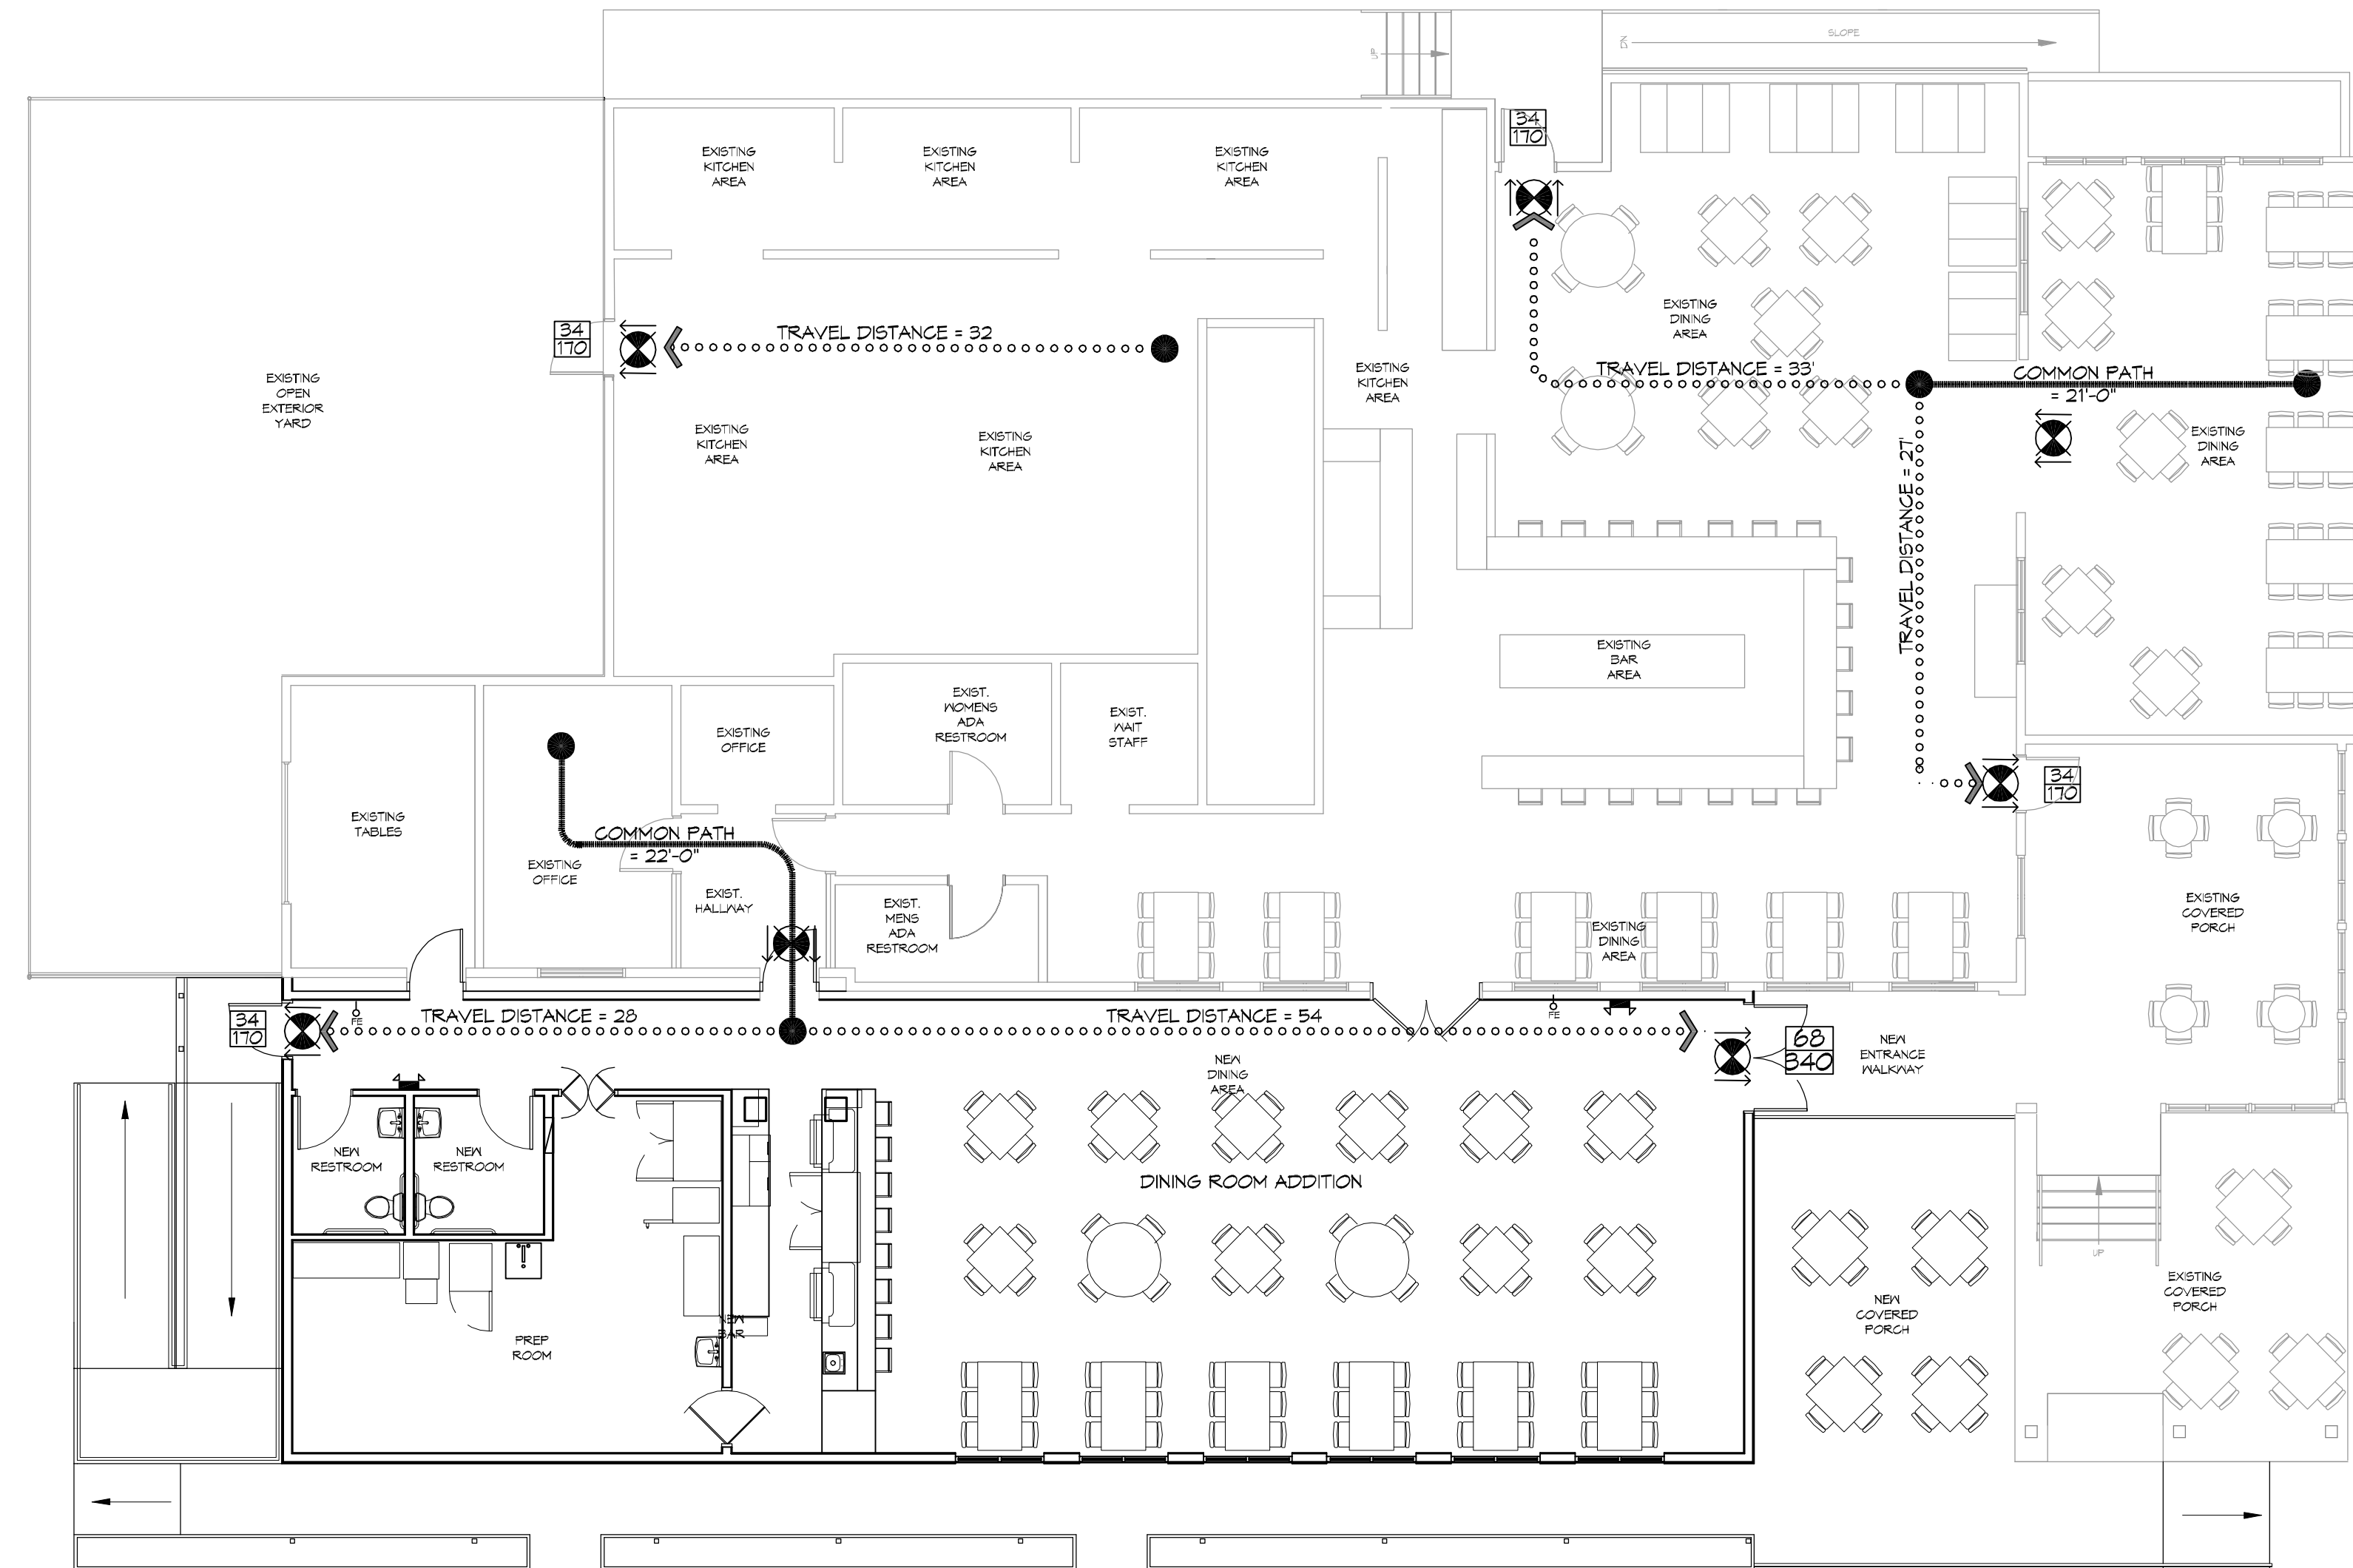 UP
DN
SLOPE
34
170
EXISTING
KITCHEN
AREA
EXISTING
KITCHEN
AREA
EXISTING
KITCHEN
AREA
EXISTING
DINING
AREA
34
170
TRAVEL DISTANCE = 32
EXISTING
OPEN
EXTERIOR
YARD
EXISTING
KITCHEN
AREA
TRAVEL DISTANCE = 33'
COMMON PATH
= 21'-0"
EXISTING
KITCHEN
AREA
EXISTING
KITCHEN
AREA
EXISTING
DINING
AREA
TRAVEL DISTANCE = 27'
EXISTING
BAR
AREA
EXIST.
WOMENS
ADA
RESTROOM
EXIST.
WAIT
STAFF
EXISTING
OFFICE
34
170
EXISTING
TABLES
COMMON PATH
= 22'-0"
EXISTING
OFFICE
EXIST.
HALLWAY
EXIST.
MENS
ADA
RESTROOM
EXISTING
DINING
AREA
EXISTING
COVERED
PORCH
34
170
FE
TRAVEL DISTANCE = 28
TRAVEL DISTANCE = 54
FE
68
340
NEW
ENTRANCE
WALKWAY
NEW
DINING
AREA
NEW
RESTROOM
NEW
RESTROOM
DINING ROOM ADDITION
UP
PREP
ROOM
NEW
BAR
NEW
COVERED
PORCH
EXISTING
COVERED
PORCH